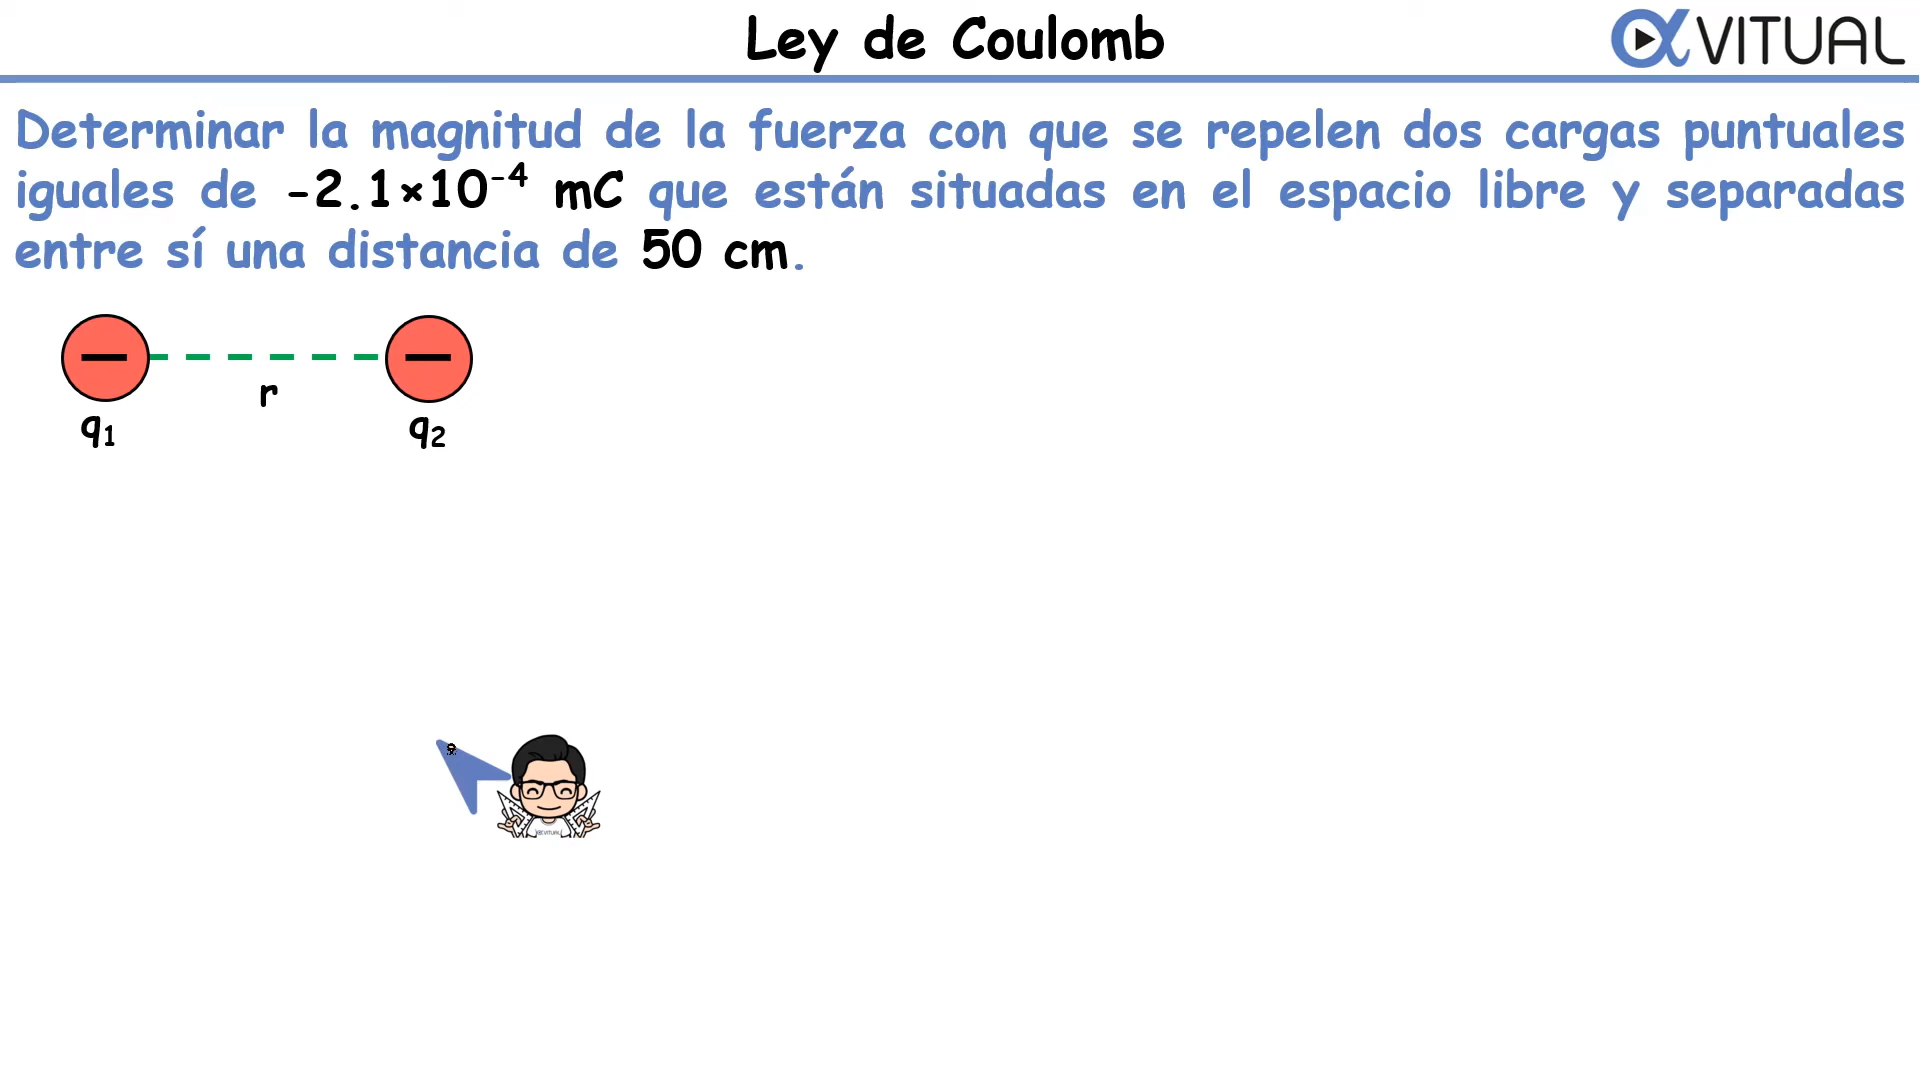 Ley de Coulomb
αVITUAL
Determinar la magnitud de la fuerza con que se repelen dos cargas puntuales
iguales de -2.1×10⁻⁴ mC que están situadas en el espacio libre y separadas
entre sí una distancia de 50 cm.
r
q₁ q₂
αVITUAL